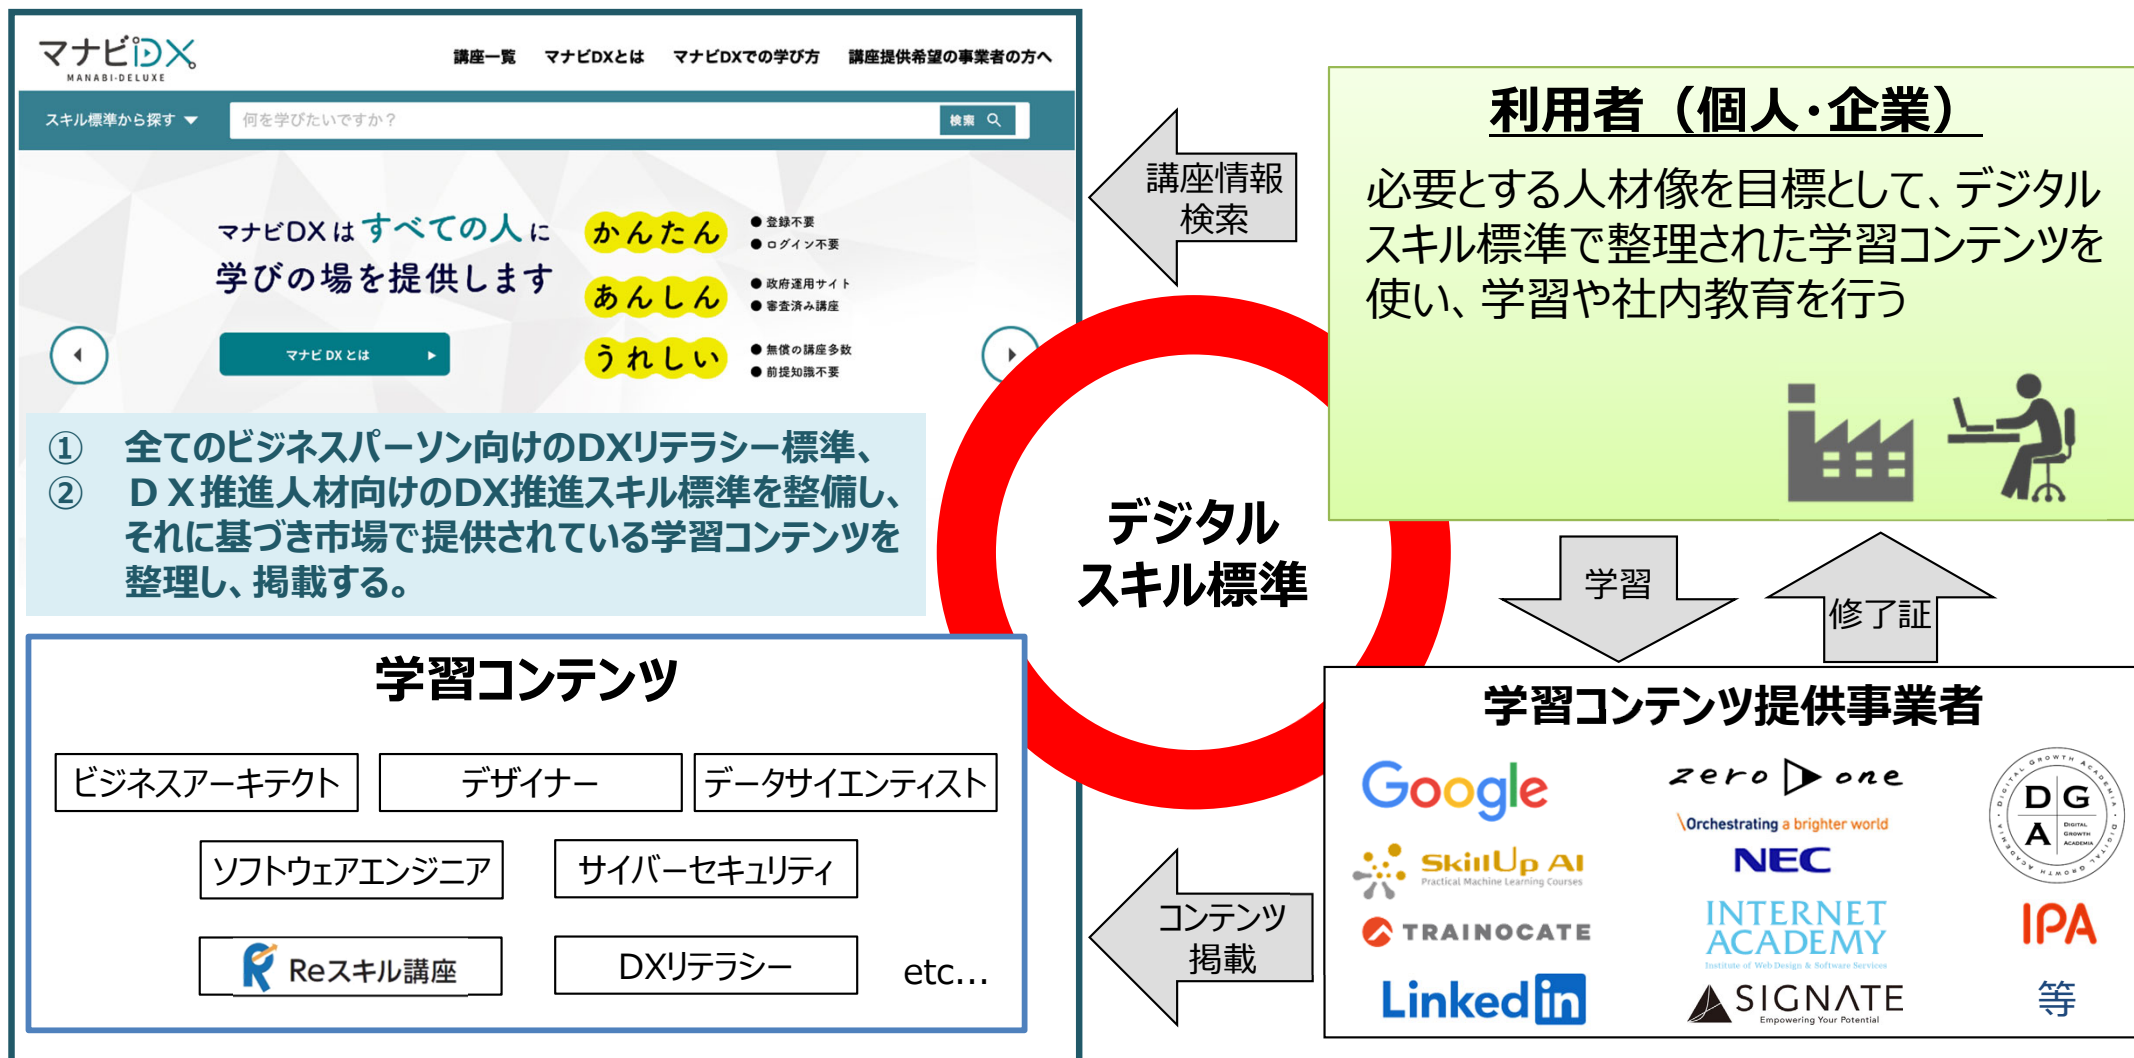 マナビDX
MANABI-DELUXE
講座一覧 マナビDXとは マナビDXでの学び方 講座提供希望の事業者の方へ
スキル標準から探す 何を学びたいですか? 検索
マナビDX は すべての人 に
学びの場を提供します
マナビ DX とは
かんたん
● 登録不要
● ログイン不要
あんしん
● 政府運用サイト
● 審査済み講座
うれしい
● 無償の講座多数
● 前提知識不要
① 全てのビジネスパーソン向けのDXリテラシー標準、
② ＤＸ推進人材向けのDX推進スキル標準を整備し、
それに基づき市場で提供されている学習コンテンツを
整理し、掲載する。
学習コンテンツ
ビジネスアーキテクト デザイナー データサイエンティスト
ソフトウェアエンジニア サイバーセキュリティ
Reスキル講座 DXリテラシー etc...
講座情報
検索
デジタル
スキル標準
コンテンツ
掲載
利用者（個人・企業）
必要とする人材像を目標として、デジタル
スキル標準で整理された学習コンテンツを
使い、学習や社内教育を行う
学習
修了証
学習コンテンツ提供事業者
Google
zero one
DIGITAL GROWTH ACADEMIA • DIGITAL GROWTH ACADEMIA •
D G
A DIGITAL
GROWTH
ACADEMIA
\Orchestrating a brighter world
NEC
SkillUp AI
Practical Machine Learning Courses
TRAINOCATE
INTERNET
ACADEMY
Institute of Web Design & Software Services
IPA
LinkedIn
SIGNATE
Empowering Your Potential
等